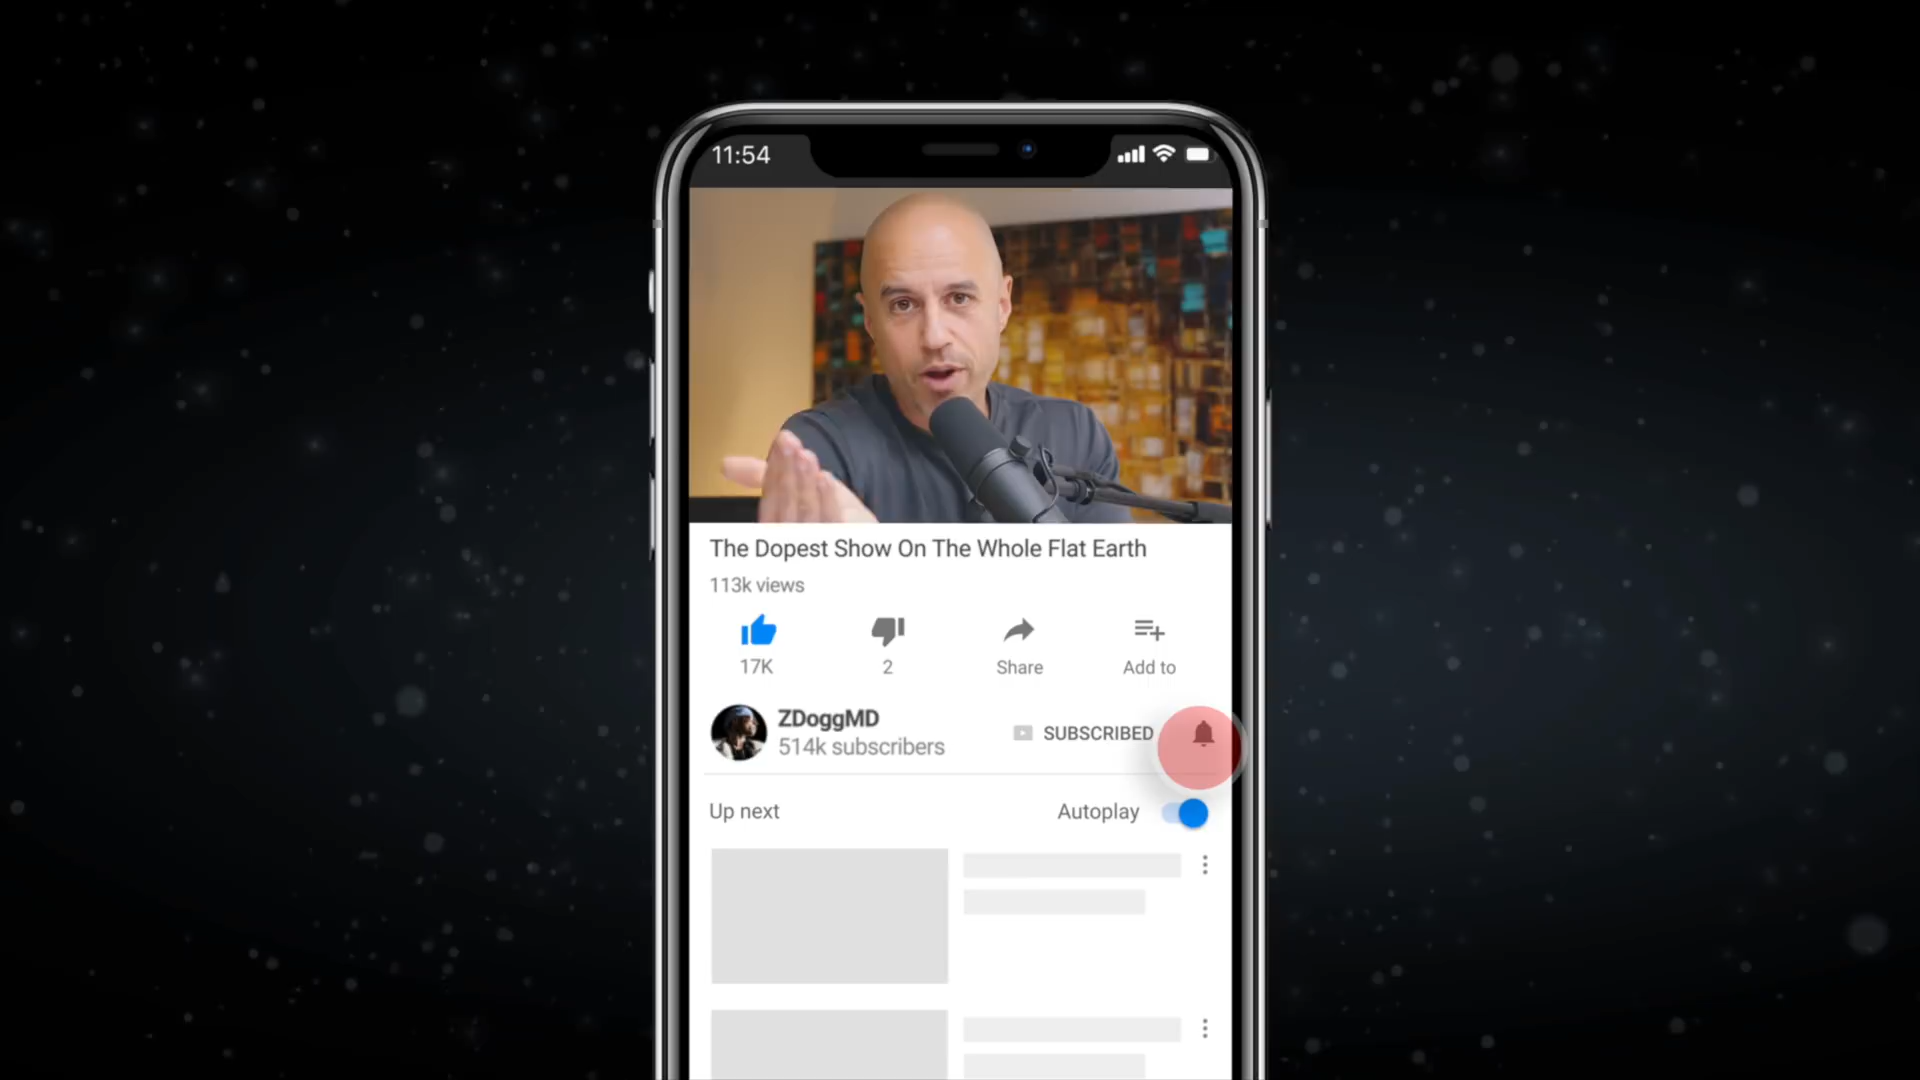 11:54
The Dopest Show On The Whole Flat Earth
113k views
17K
2
Share
Add to
ZDoggMD
514k subscribers
SUBSCRIBED
Up next
Autoplay